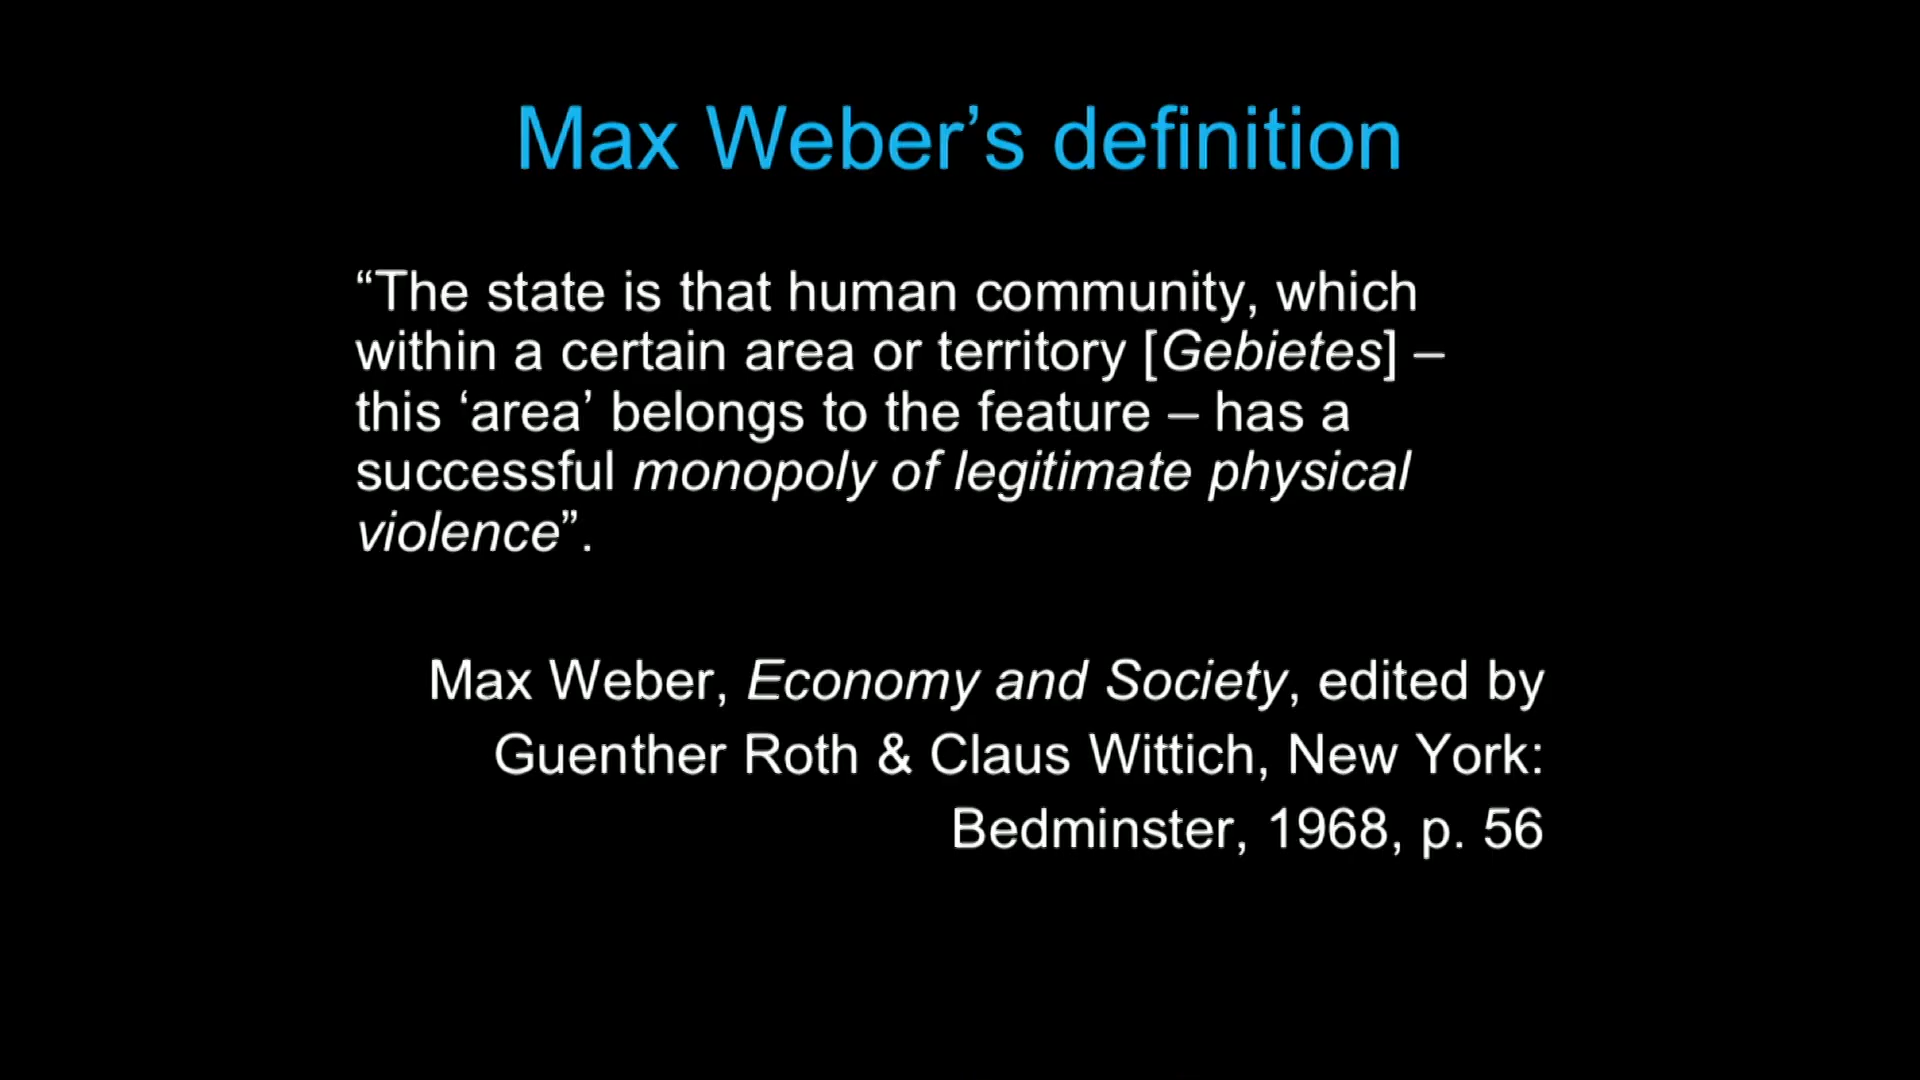 Max Weber’s definition
“The state is that human community, which
within a certain area or territory [Gebietes] –
this ‘area’ belongs to the feature – has a
successful monopoly of legitimate physical
violence”.
Max Weber, Economy and Society, edited by
Guenther Roth & Claus Wittich, New York:
Bedminster, 1968, p. 56